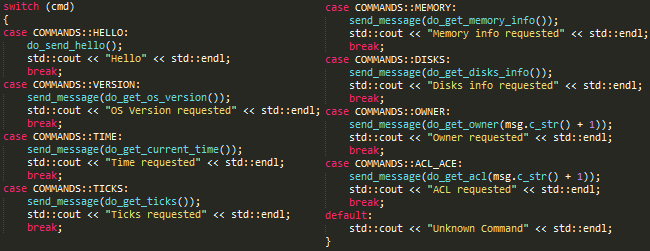 switch (cmd)
{
case COMMANDS::HELLO:
    do_send_hello();
    std::cout << "Hello" << std::endl;
    break;
case COMMANDS::VERSION:
    send_message(do_get_os_version());
    std::cout << "OS Version requested" << std::endl;
    break;
case COMMANDS::TIME:
    send_message(do_get_current_time());
    std::cout << "Time requested" << std::endl;
    break;
case COMMANDS::TICKS:
    send_message(do_get_ticks());
    std::cout << "Ticks requested" << std::endl;
    break;
case COMMANDS::MEMORY:
    send_message(do_get_memory_info());
    std::cout << "Memory info requested" << std::endl;
    break;
case COMMANDS::DISKS:
    send_message(do_get_disks_info());
    std::cout << "Disks info requested" << std::endl;
    break;
case COMMANDS::OWNER:
    send_message(do_get_owner(msg.c_str() + 1));
    std::cout << "Owner requested" << std::endl;
    break;
case COMMANDS::ACL_ACE:
    send_message(do_get_acl(msg.c_str() + 1));
    std::cout << "ACL requested" << std::endl;
    break;
default:
    std::cout << "Unknown Command" << std::endl;
}